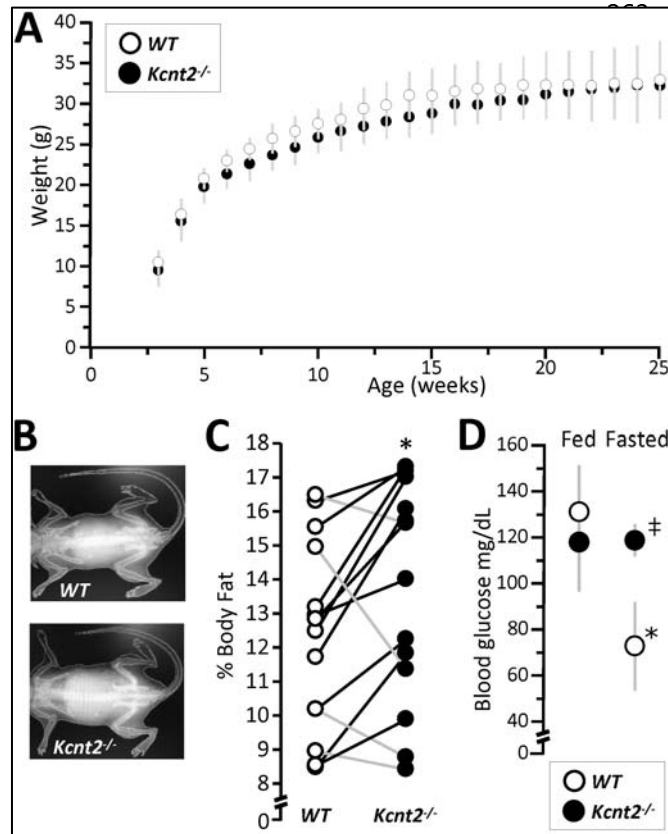 A
WT
Kcnt2-/-
Weight (g)
40
35
30
25
20
15
10
5
0
0
5
10
15
20
25
Age (weeks)
B
WT
Kcnt2-/-
C
% Body Fat
18
17
16
15
14
13
12
11
10
9
8
0
*
WT
Kcnt2-/-
D
Fed Fasted
Blood glucose mg/dL
160
140
120
100
80
60
40
0
‡
*
WT
Kcnt2-/-